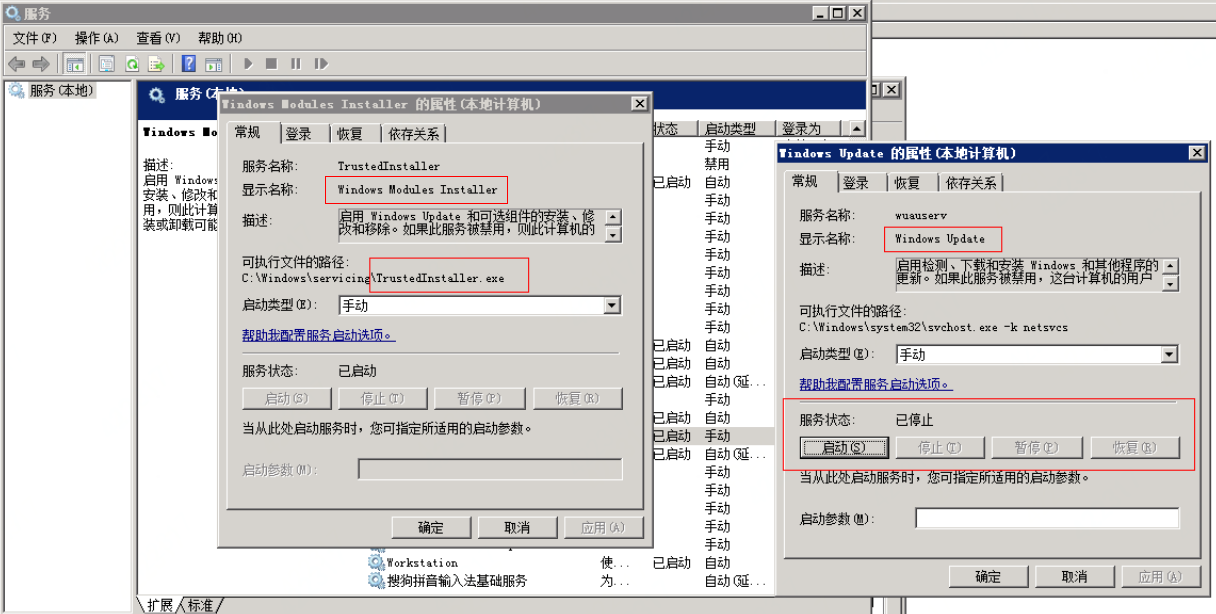 服务
文件(F) 操作(A) 查看(V) 帮助(H)
服务(本地)
服务(本地)
Windows Mo
描述:
启用 Windows
安装、修改和
用，则此计算
装或卸载可能
状态 启动类型 登录为
手动
禁用
已启动 自动
手动
手动
手动
手动
手动
手动
手动
手动
已启动 自动
已启动 自动
已启动 自动(延...
手动
已启动 自动
已启动 手动
已启动 自动(延...
手动
手动
手动
手动
手动
Workstation 使... 已启动 自动
搜狗拼音输入法基础服务 为... 自动(延...
扩展 标准
Windows Modules Installer 的属性(本地计算机)
常规 登录 恢复 依存关系
服务名称: TrustedInstaller
显示名称: Windows Modules Installer
描述: 启用 Windows Update 和可选组件的安装、修
改和移除。如果此服务被禁用，则此计算机的
可执行文件的路径:
C:\Windows\servicing\TrustedInstaller.exe
启动类型(E): 手动
帮助我配置服务启动选项。
服务状态: 已启动
启动(S) 停止(T) 暂停(P) 恢复(R)
当从此处启动服务时，您可指定所适用的启动参数。
启动参数(M):
确定 取消 应用(A)
Windows Update 的属性(本地计算机)
常规 登录 恢复 依存关系
服务名称: wuauserv
显示名称: Windows Update
描述: 启用检测、下载和安装 Windows 和其他程序的
更新。如果此服务被禁用，这台计算机的用户
可执行文件的路径:
C:\Windows\system32\svchost.exe -k netsvcs
启动类型(E): 手动
帮助我配置服务启动选项。
服务状态: 已停止
启动(S) 停止(T) 暂停(P) 恢复(R)
当从此处启动服务时，您可指定所适用的启动参数。
启动参数(M):
确定 取消 应用(A)